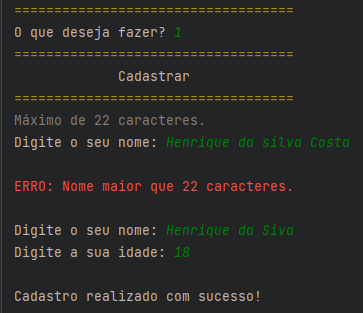 ===================================
O que deseja fazer? 1
===================================
Cadastrar
===================================
Máximo de 22 caracteres.
Digite o seu nome: Henrique da silva Costa
ERRO: Nome maior que 22 caracteres.
Digite o seu nome: Henrique da Siva
Digite a sua idade: 18
Cadastro realizado com sucesso!